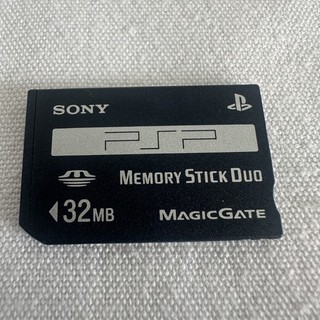 SONY
PSP
MEMORY STICK DUO
32MB
MAGICGATE